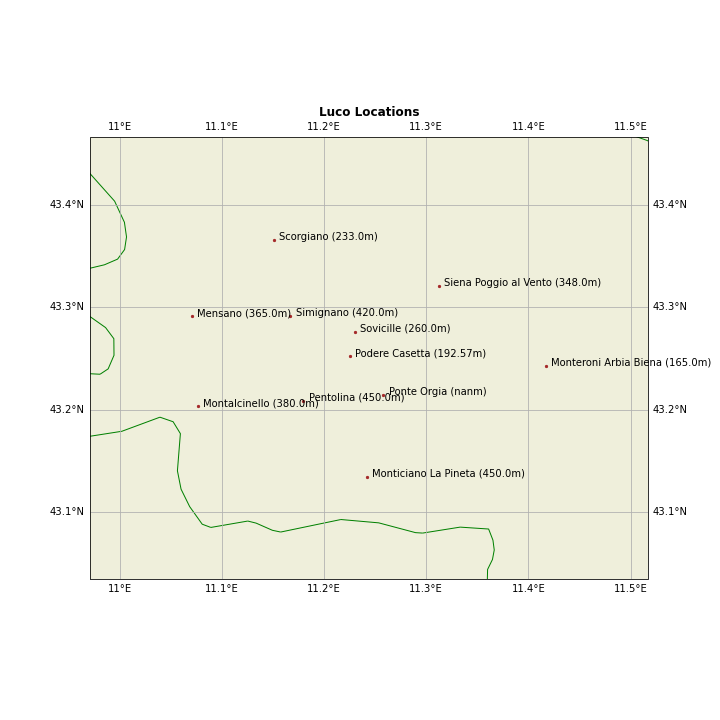 Luco Locations
11°E 11.1°E 11.2°E 11.3°E 11.4°E 11.5°E
43.4°N 43.4°N
Scorgiano (233.0m)
Siena Poggio al Vento (348.0m)
43.3°N 43.3°N
Mensano (365.0m) Simignano (420.0m)
Sovicille (260.0m)
Podere Casetta (192.57m)
Monteroni Arbia Biena (165.0m)
Ponte Orgia (nanm)
Pentolina (450.0m)
Montalcinello (380.0m)
43.2°N 43.2°N
Monticiano La Pineta (450.0m)
43.1°N 43.1°N
11°E 11.1°E 11.2°E 11.3°E 11.4°E 11.5°E